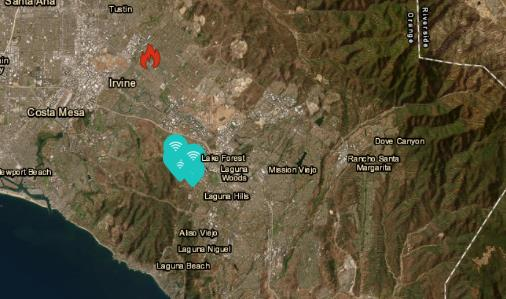 Santa Ana
Tustin
Riverside
Orange
Irvine
Costa Mesa
Dove Canyon
Lake Forest
Rancho Santa
Margarita
Laguna
Woods
Mission Viejo
Newport Beach
Laguna Hills
Aliso Viejo
Laguna Niguel
Laguna Beach